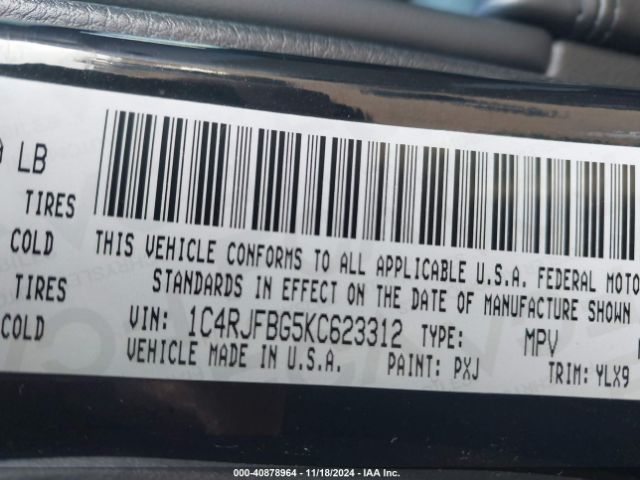 LB
TIRES
COLD
TIRES
COLD
THIS VEHICLE CONFORMS TO ALL APPLICABLE U.S.A. FEDERAL MOTO
STANDARDS IN EFFECT ON THE DATE OF MANUFACTURE SHOWN
VIN: 1C4RJFBG5KC623312 TYPE: MPV
VEHICLE MADE IN U.S.A. PAINT: PXJ TRIM: YLX9
000-40878964 - 11/18/2024 - IAA Inc.